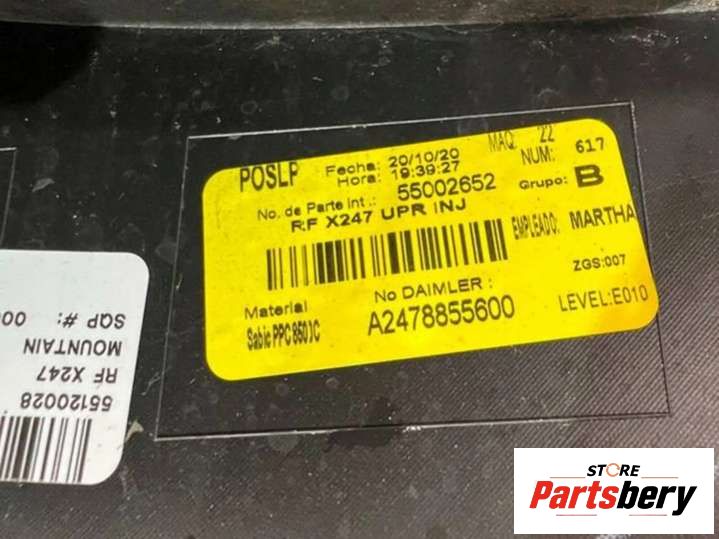 POSLP
Fecha: 20/10/20
Hora: 19:39:27
MAQ: 22
NUM: 617
No. de Parte Int.: 55002652
Grupo: B
RF X247 UPR INJ
EMPLEADO: MARTHA
ZGS:007
Material
Sabic PPC 850JC
No DAIMLER :
A2478855600
LEVEL:E010
55120028
RF X247
MOUNTAIN
SQP #: 000
STORE
Partsbery